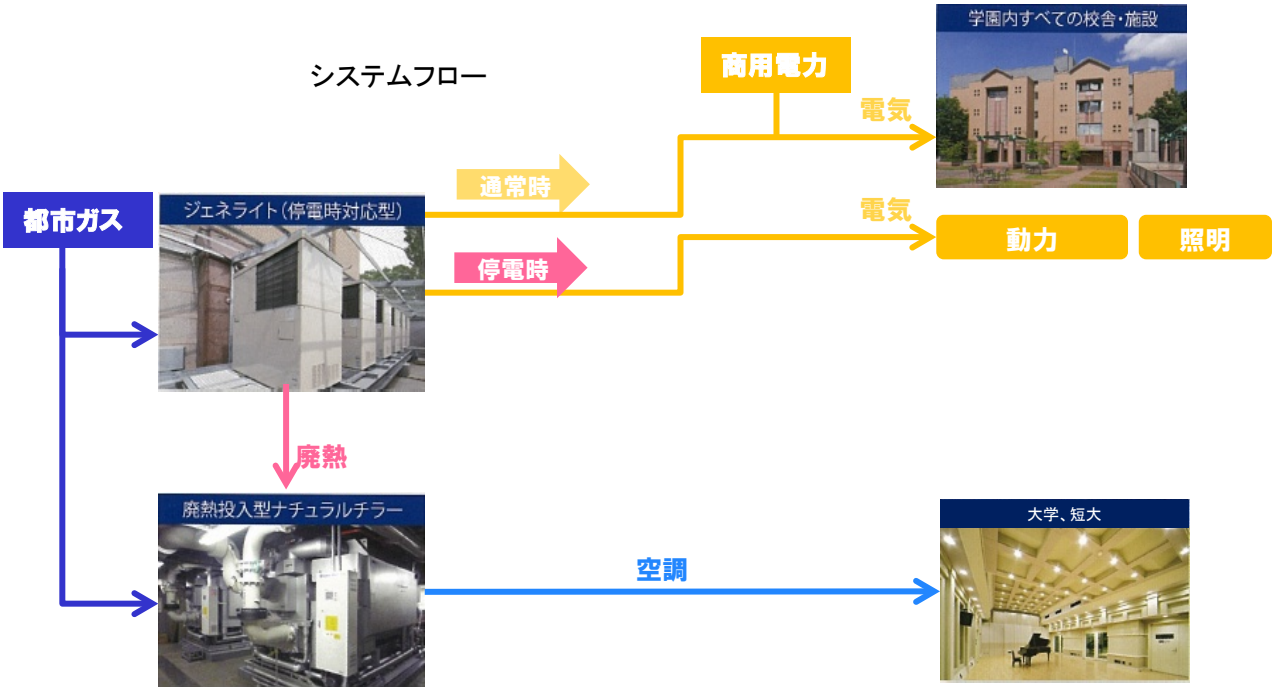 学園内すべての校舎・施設
商用電力
システムフロー
電気
通常時
都市ガス
ジェネライト(停電時対応型)
電気
動力
照明
停電時
廃熱
廃熱投入型ナチュラルチラー
大学、短大
空調